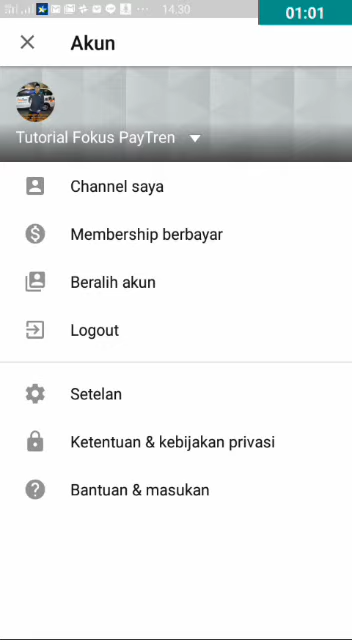 14.30
01:01
Akun
Tutorial Fokus PayTren
Channel saya
Membership berbayar
Beralih akun
Logout
Setelan
Ketentuan & kebijakan privasi
Bantuan & masukan